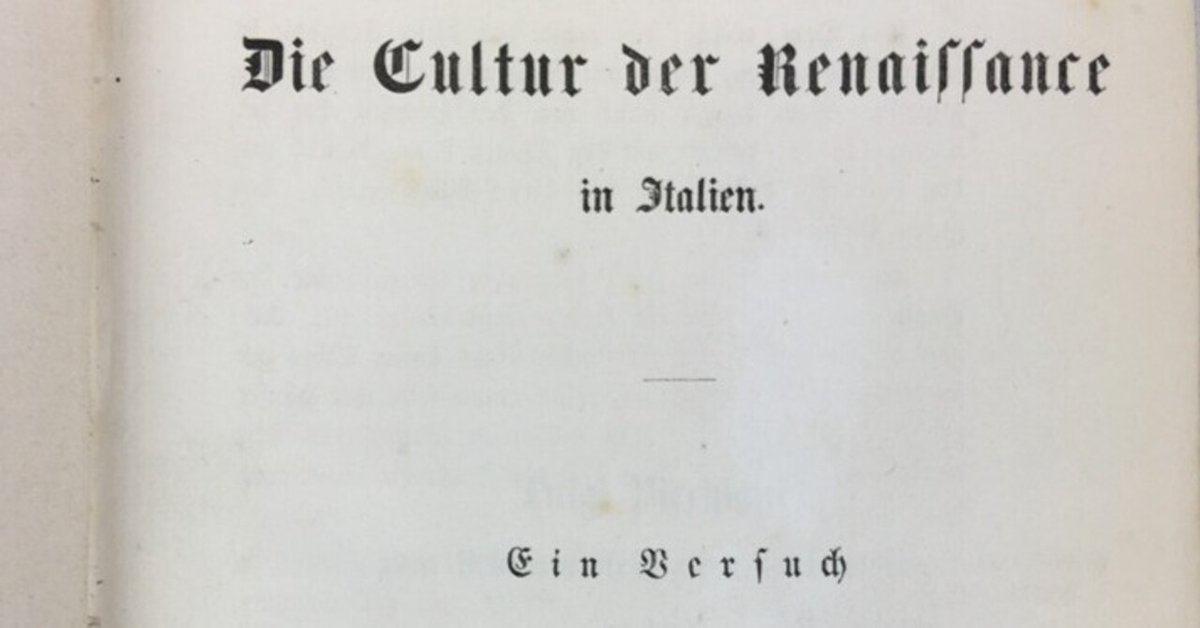 Die Cultur der Renaiſſance
in Italien.
Ein Verſuch